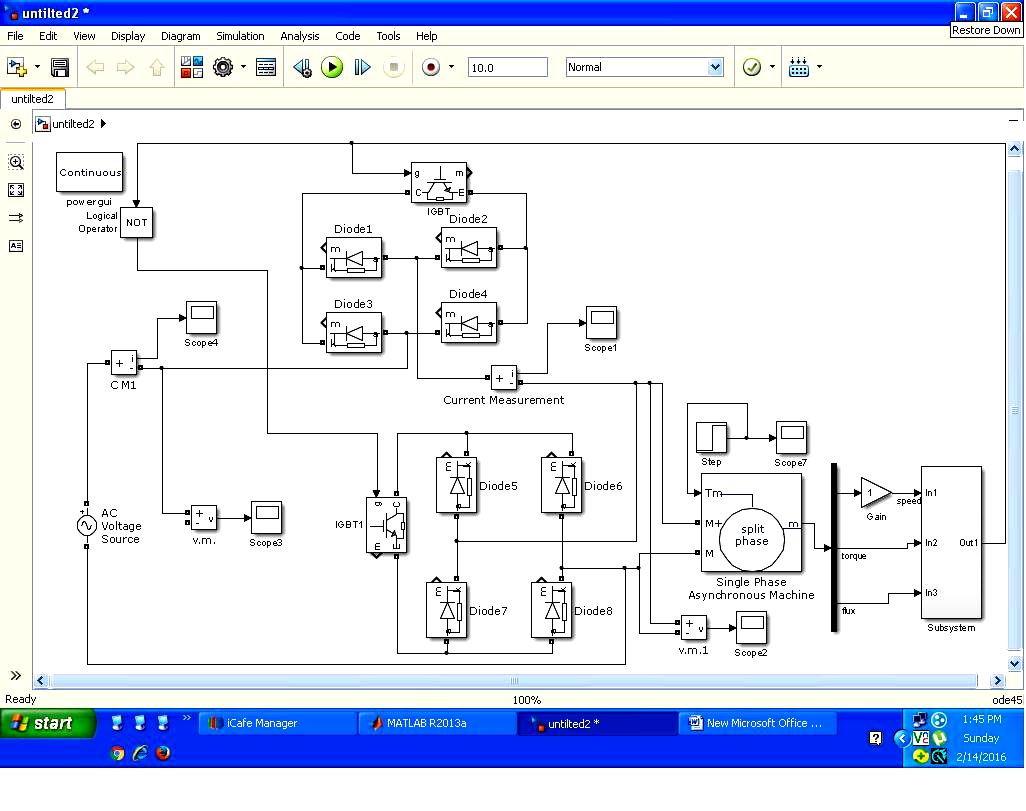 untilted2 *
Restore Down
File Edit View Display Diagram Simulation Analysis Code Tools Help
10.0
Normal
untilted2
untilted2
Continuous
powergui
Logical
Operator
NOT
g m
C E
IGBT
Diode1
m
k a
Diode2
m
k a
Diode3
m
k a
Diode4
m
k a
Scope4
+ i
-
C M1
Scope1
+ i
-
Current Measurement
Step
Scope7
m
k
a
Diode5
m
k
a
Diode6
IGBT1
g C
m E
AC
Voltage
Source
+ v
-
v.m.
Scope3
Tm
M+
M
split
phase
m
Single Phase
Asynchronous Machine
1
Gain
speed
torque
flux
In1
In2
In3
Out1
Subsystem
m
k
a
Diode7
m
k
a
Diode8
+ v
-
v.m.1
Scope2
Ready
100%
ode45
start
iCafe Manager
MATLAB R2013a
untilted2 *
New Microsoft Office ...
1:45 PM
Sunday
2/14/2016